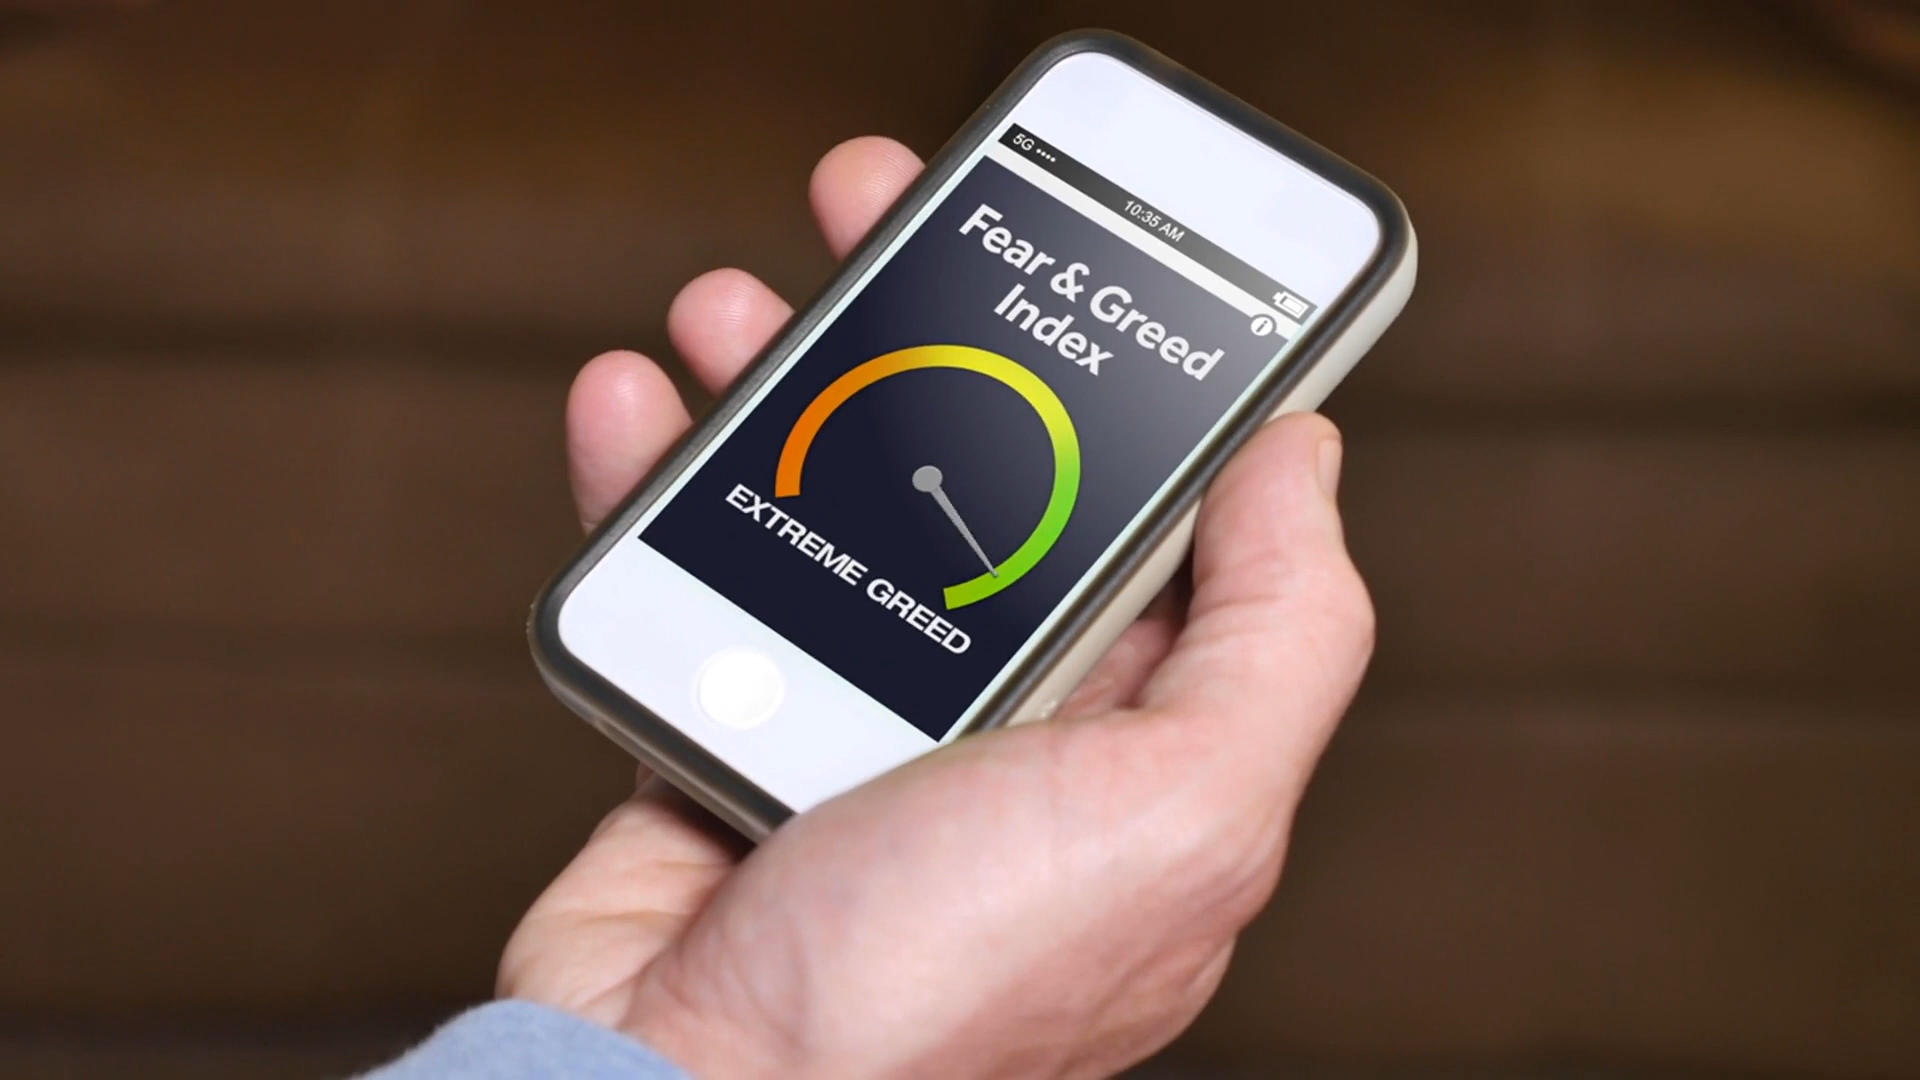 5G ••••
10:35 AM
i
Fear & Greed
Index
EXTREME GREED